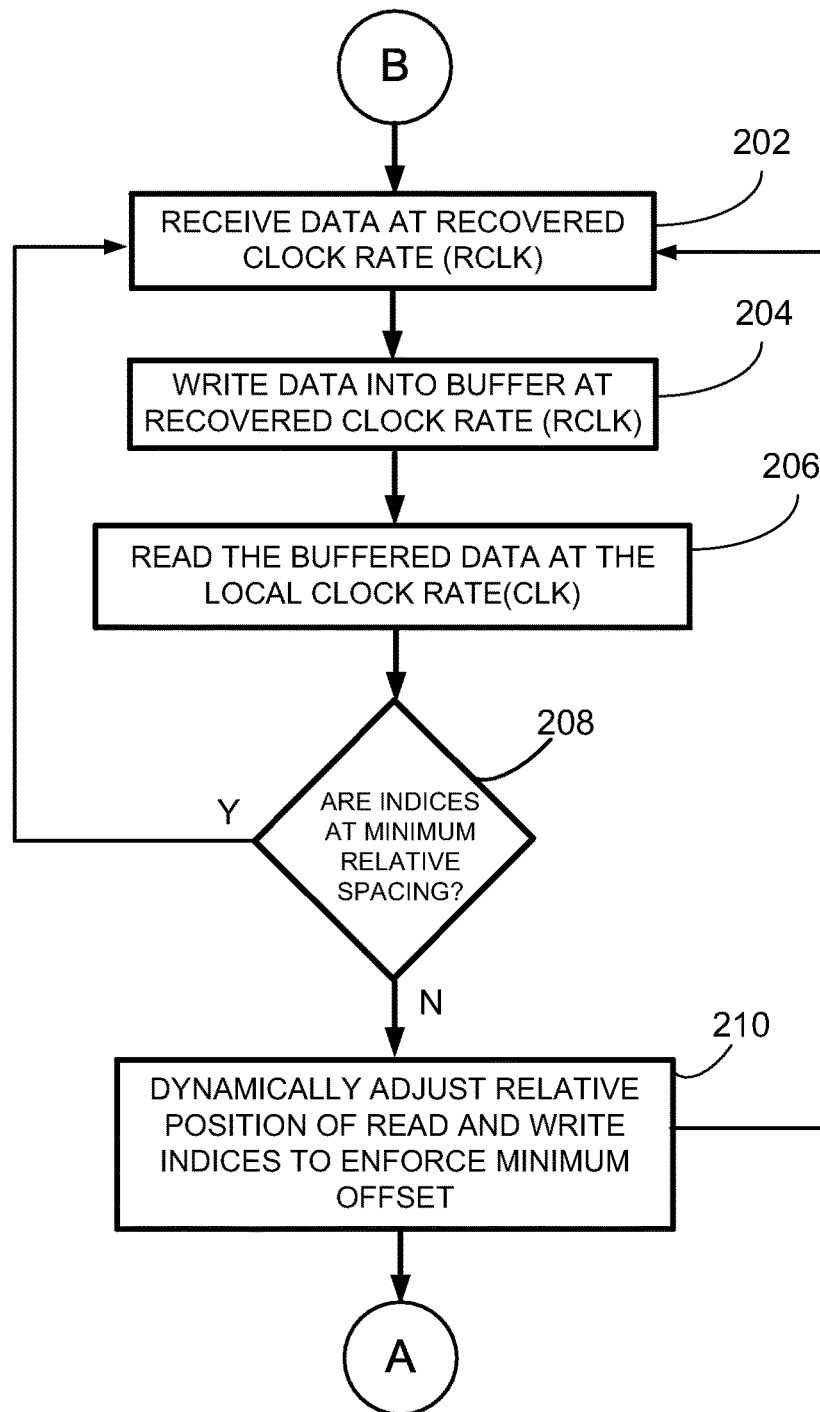 B
202
RECEIVE DATA AT RECOVERED
CLOCK RATE (RCLK)
204
WRITE DATA INTO BUFFER AT
RECOVERED CLOCK RATE (RCLK)
206
READ THE BUFFERED DATA AT THE
LOCAL CLOCK RATE(CLK)
208
ARE INDICES
AT MINIMUM
RELATIVE
SPACING?
Y
N
210
DYNAMICALLY ADJUST RELATIVE
POSITION OF READ AND WRITE
INDICES TO ENFORCE MINIMUM
OFFSET
A